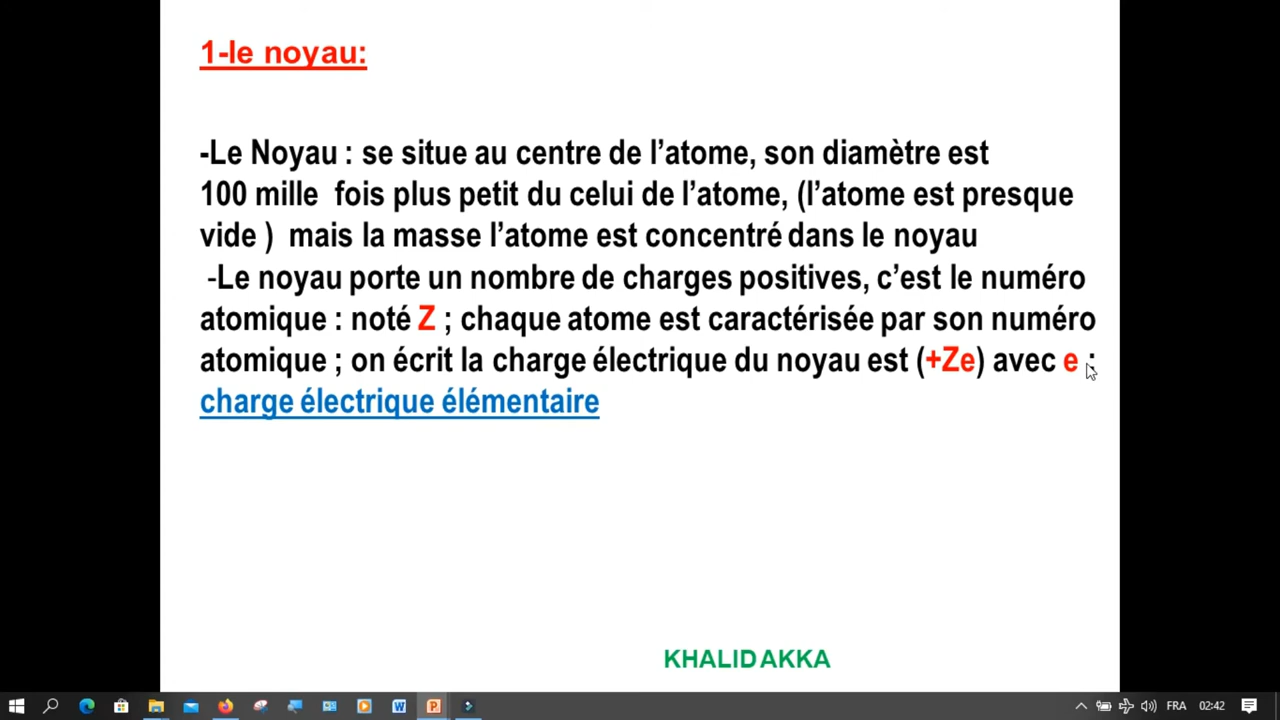 1-le noyau:
-Le Noyau : se situe au centre de l’atome, son diamètre est
100 mille fois plus petit du celui de l’atome, (l’atome est presque
vide ) mais la masse l’atome est concentré dans le noyau
-Le noyau porte un nombre de charges positives, c’est le numéro
atomique : noté Z ; chaque atome est caractérisée par son numéro
atomique ; on écrit la charge électrique du noyau est (+Ze) avec e :
charge électrique élémentaire
KHALID AKKA
FRA 02:42